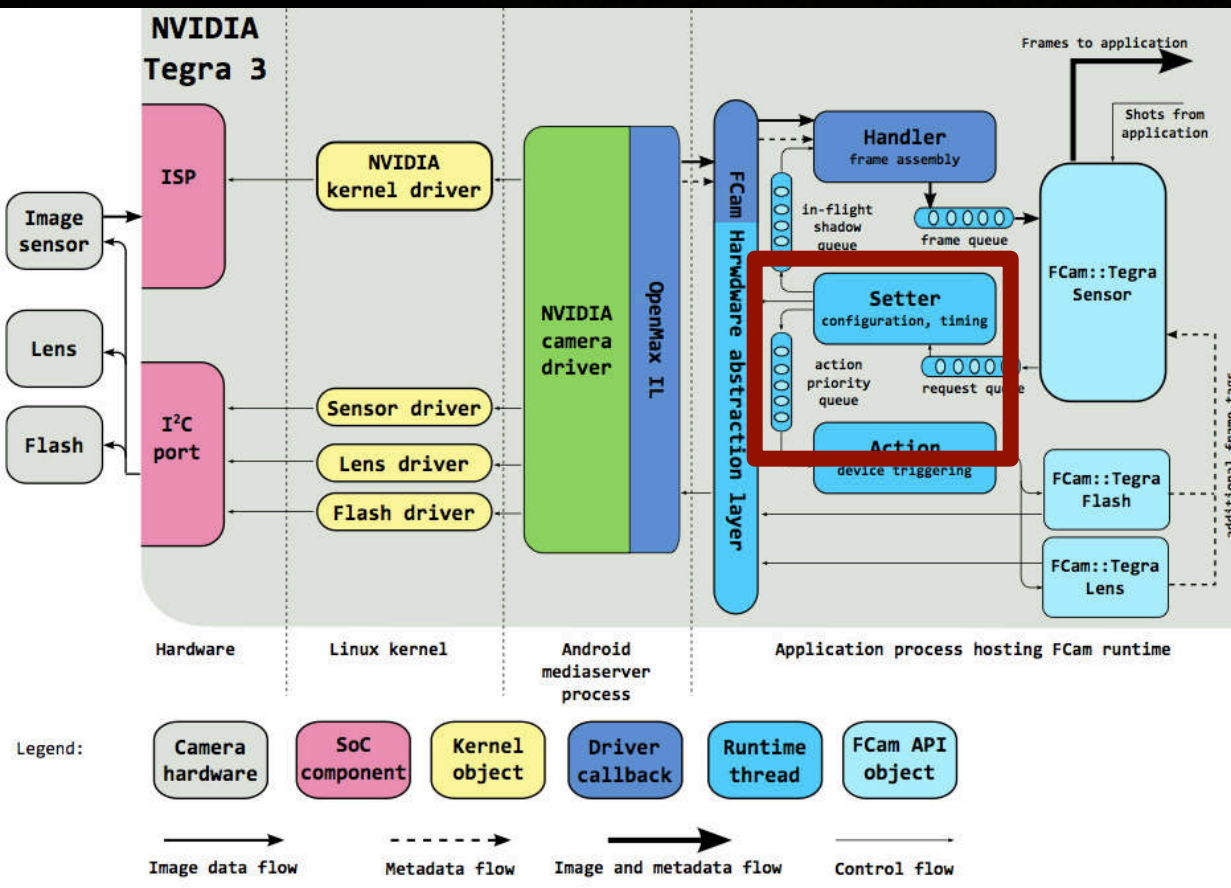 NVIDIA
Tegra 3
Frames to application
Shots from
application
ISP
NVIDIA
kernel driver
Handler
frame assembly
Image
sensor
in-flight
shadow
queue
frame queue
FCam Harwdware abstraction layer
FCam::Tegra
Sensor
Setter
configuration, timing
OpenMax IL
NVIDIA
camera
driver
Lens
action
priority
queue
request queue
Sensor driver
I²C
port
Flash
Lens driver
Action
device triggering
Flash driver
FCam::Tegra
Flash
additional frame tags
FCam::Tegra
Lens
Hardware
Linux kernel
Android
mediaserver
process
Application process hosting FCam runtime
Legend:
Camera
hardware
SoC
component
Kernel
object
Driver
callback
Runtime
thread
FCam API
object
Image data flow
Metadata flow
Image and metadata flow
Control flow